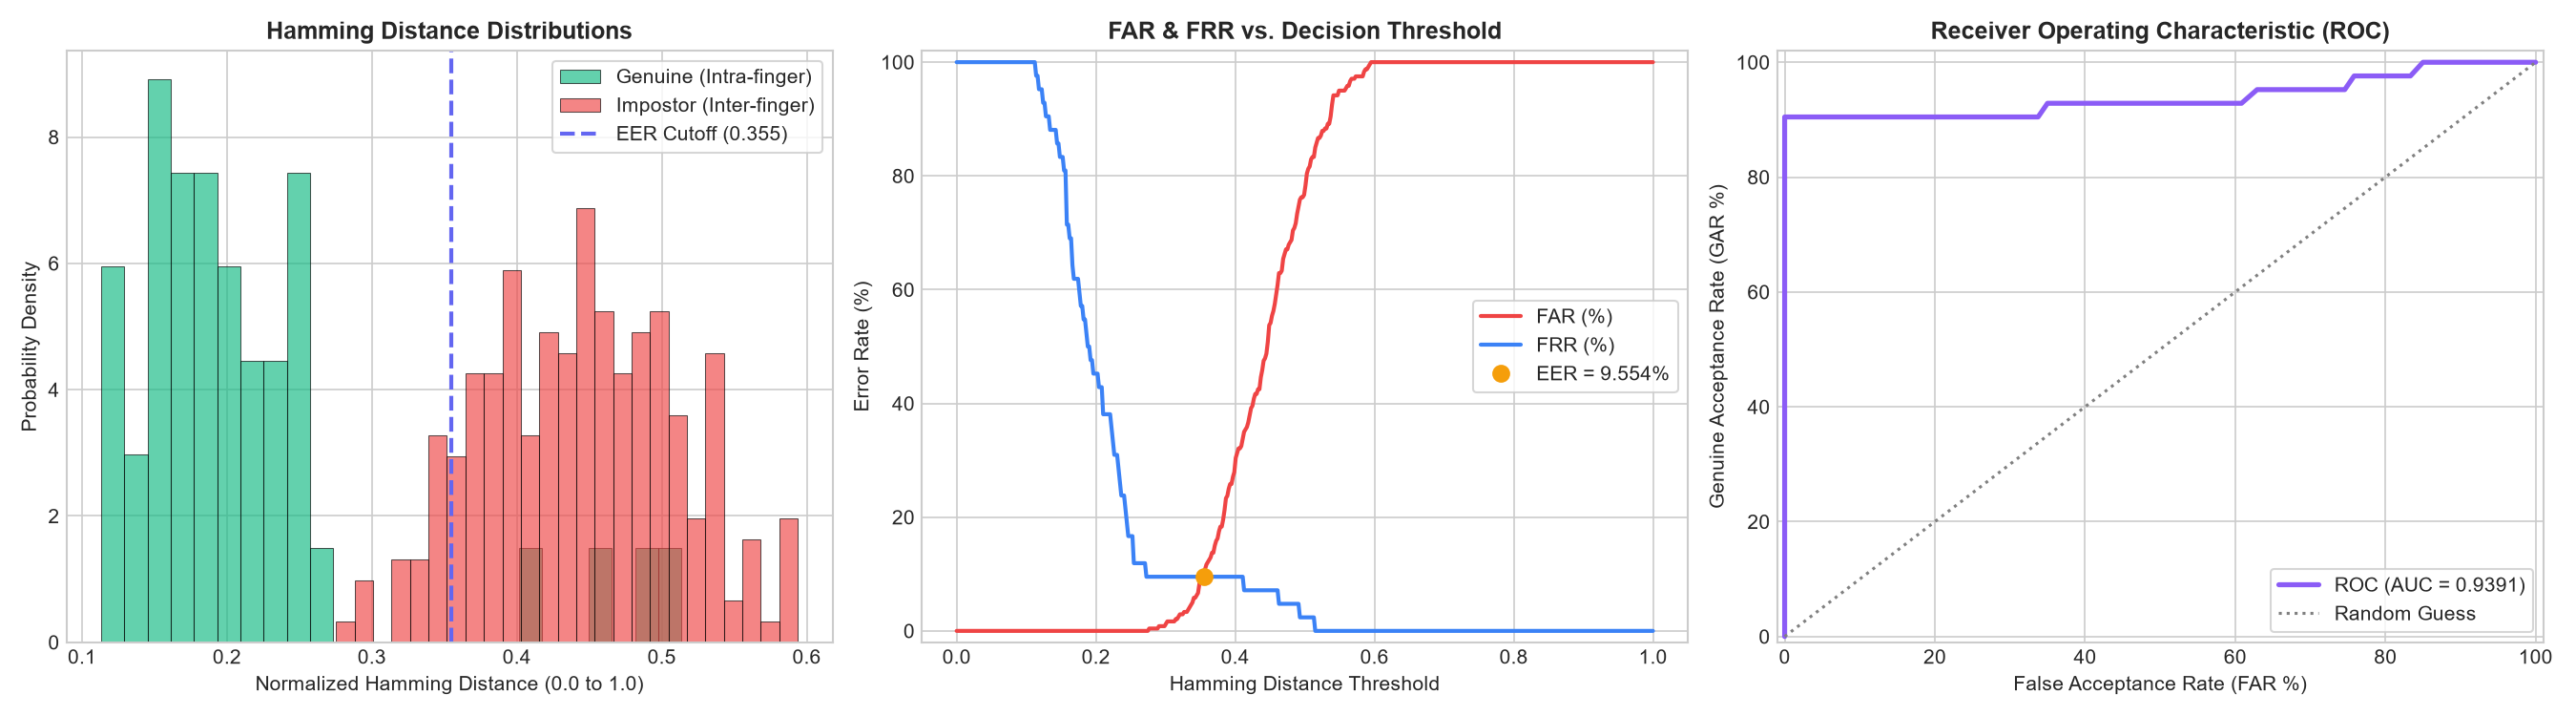 Hamming Distance Distributions
Genuine (Intra-finger)
Impostor (Inter-finger)
EER Cutoff (0.355)
Probability Density
8
6
4
2
0
0.1 0.2 0.3 0.4 0.5 0.6
Normalized Hamming Distance (0.0 to 1.0)
FAR & FRR vs. Decision Threshold
Error Rate (%)
100
80
60
40
20
0
FAR (%)
FRR (%)
EER = 9.554%
0.0 0.2 0.4 0.6 0.8 1.0
Hamming Distance Threshold
Receiver Operating Characteristic (ROC)
Genuine Acceptance Rate (GAR %)
100
80
60
40
20
0
ROC (AUC = 0.9391)
Random Guess
0 20 40 60 80 100
False Acceptance Rate (FAR %)